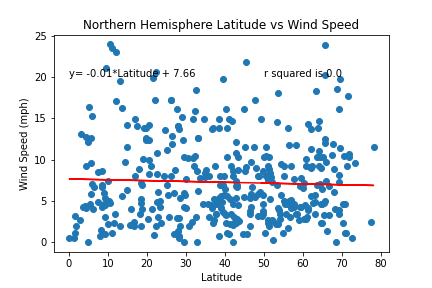 Northern Hemisphere Latitude vs Wind Speed
25
y= -0.01*Latitude + 7.66
r square is 0.0
20
15
Wind Speed (mph)
10
5
0
0 10 20 30 40 50 60 70 80
Latitude